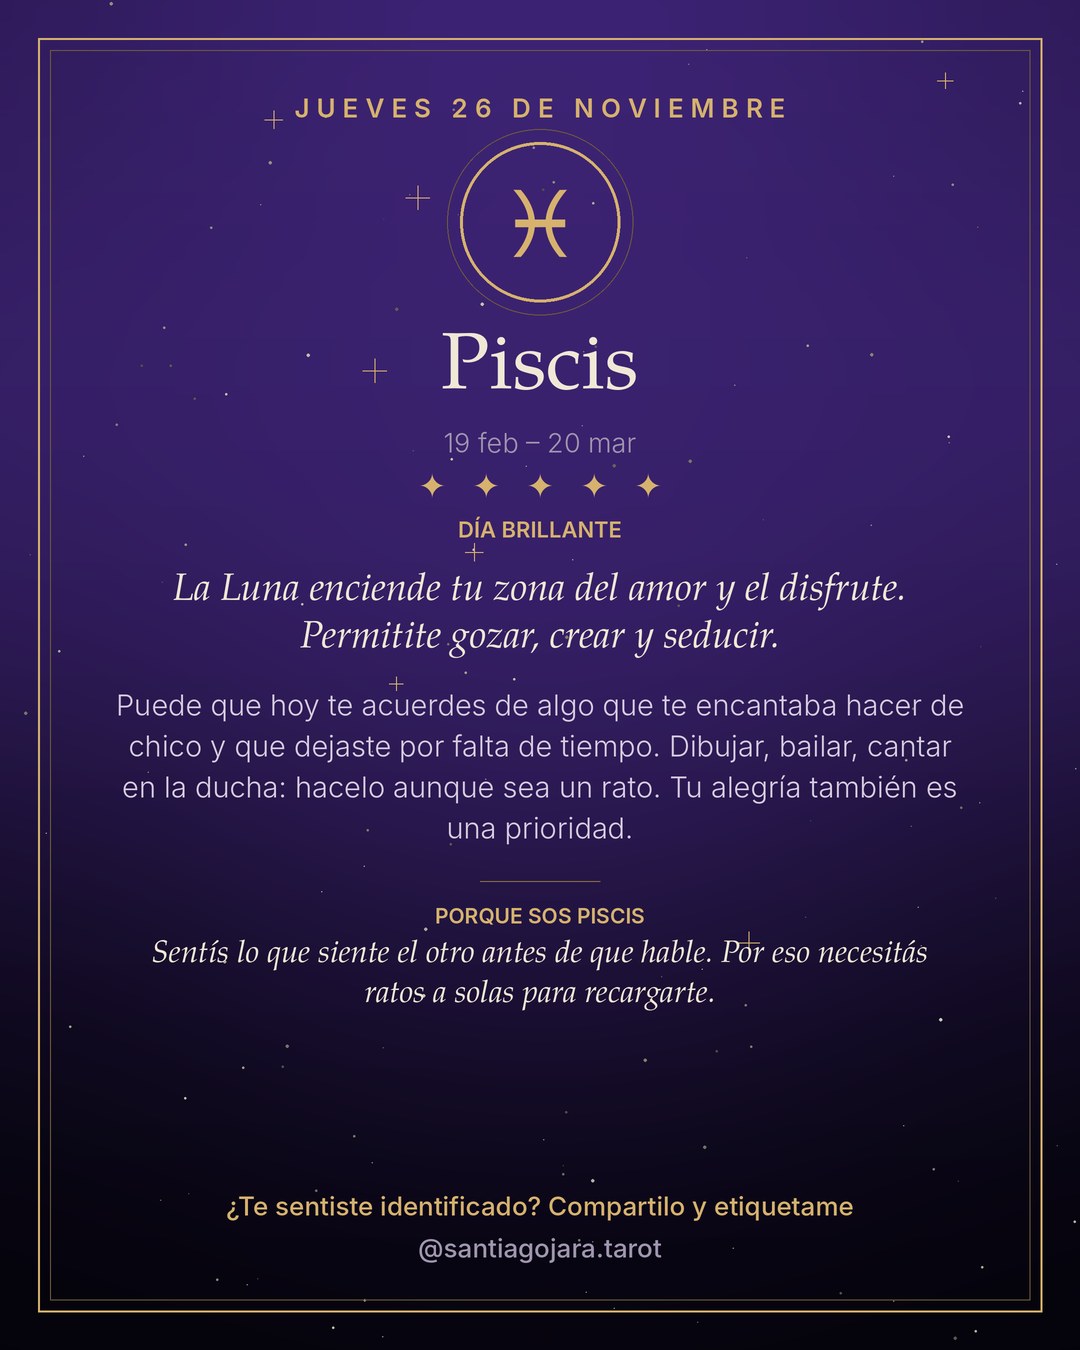 JUEVES 26 DE NOVIEMBRE
♓
Piscis
19 feb – 20 mar
✦ ✦ ✦ ✦ ✦
DÍA BRILLANTE
La Luna enciende tu zona del amor y el disfrute.
Permitite gozar, crear y seducir.
Puede que hoy te acuerdes de algo que te encantaba hacer de
chico y que dejaste por falta de tiempo. Dibujar, bailar, cantar
en la ducha: hacelo aunque sea un rato. Tu alegría también es
una prioridad.
PORQUE SOS PISCIS
Sentís lo que siente el otro antes de que hable. Por eso necesitás
ratos a solas para recargarte.
¿Te sentiste identificado? Compartilo y etiquetame
@santiagojara.tarot